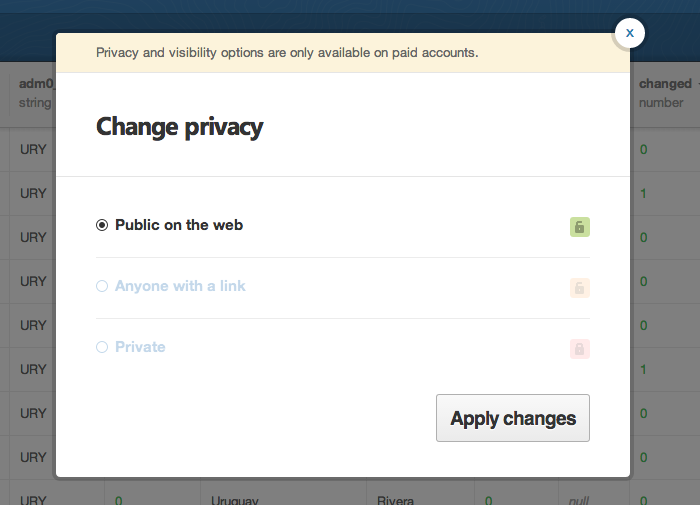 x
Privacy and visibility options are only available on paid accounts.
adm0_
string
changed
number
Change privacy
URY 0
URY 1
Public on the web
URY 0
URY 0
Anyone with a link
URY 0
Private
URY 1
URY 0
Apply changes
URY 0
URY 0 Uruguay Rivera 0 null 0